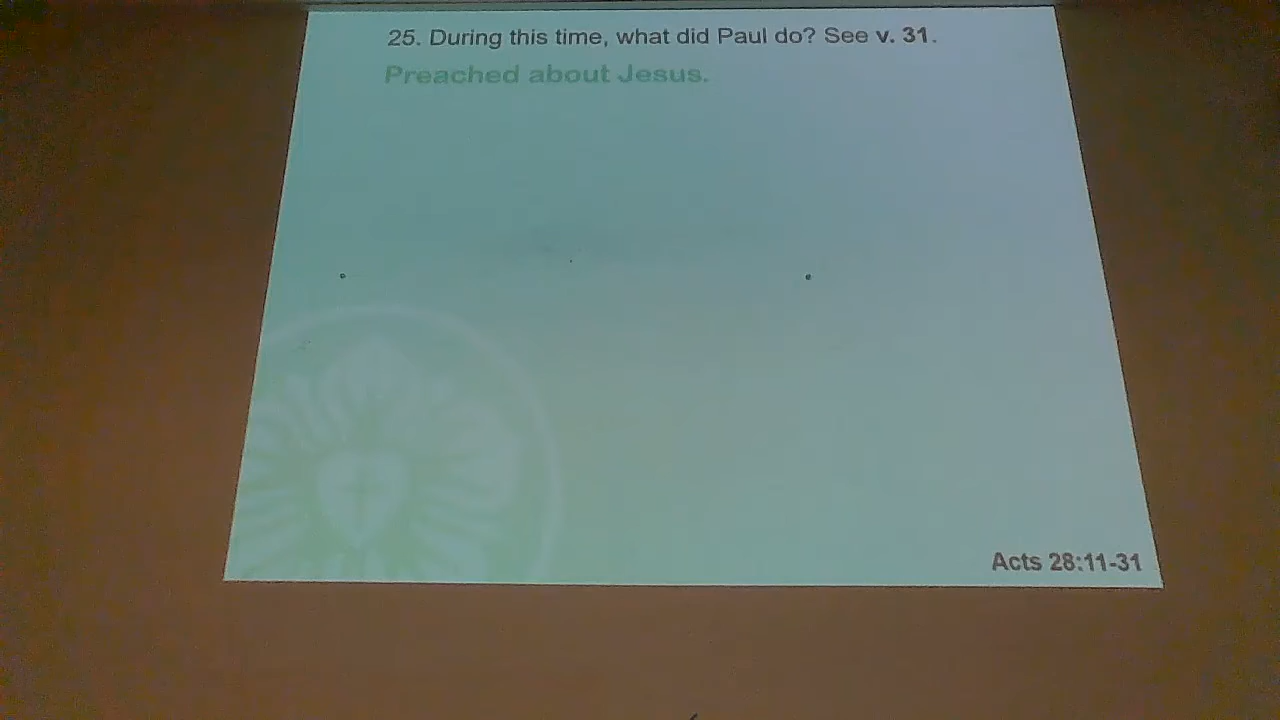 25. During this time, what did Paul do? See v. 31.
Preached about Jesus.
Acts 28:11-31